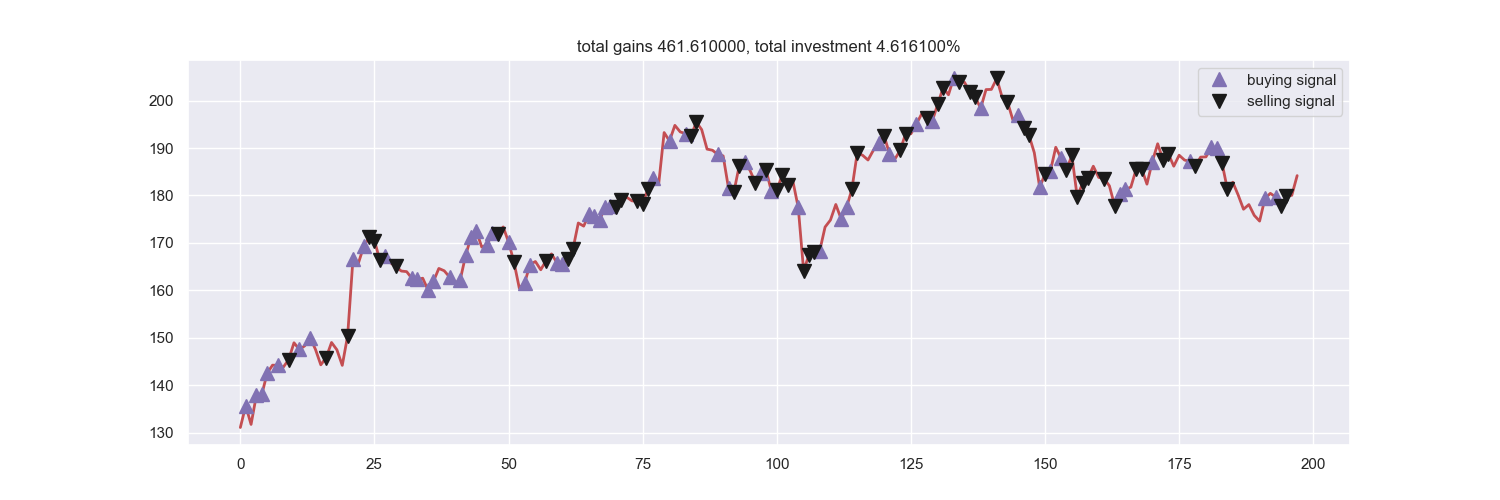 total gains 461.610000, total investment 4.616100%
buying signal
selling signal
200
190
180
170
160
150
140
130
0 25 50 75 100 125 150 175 200